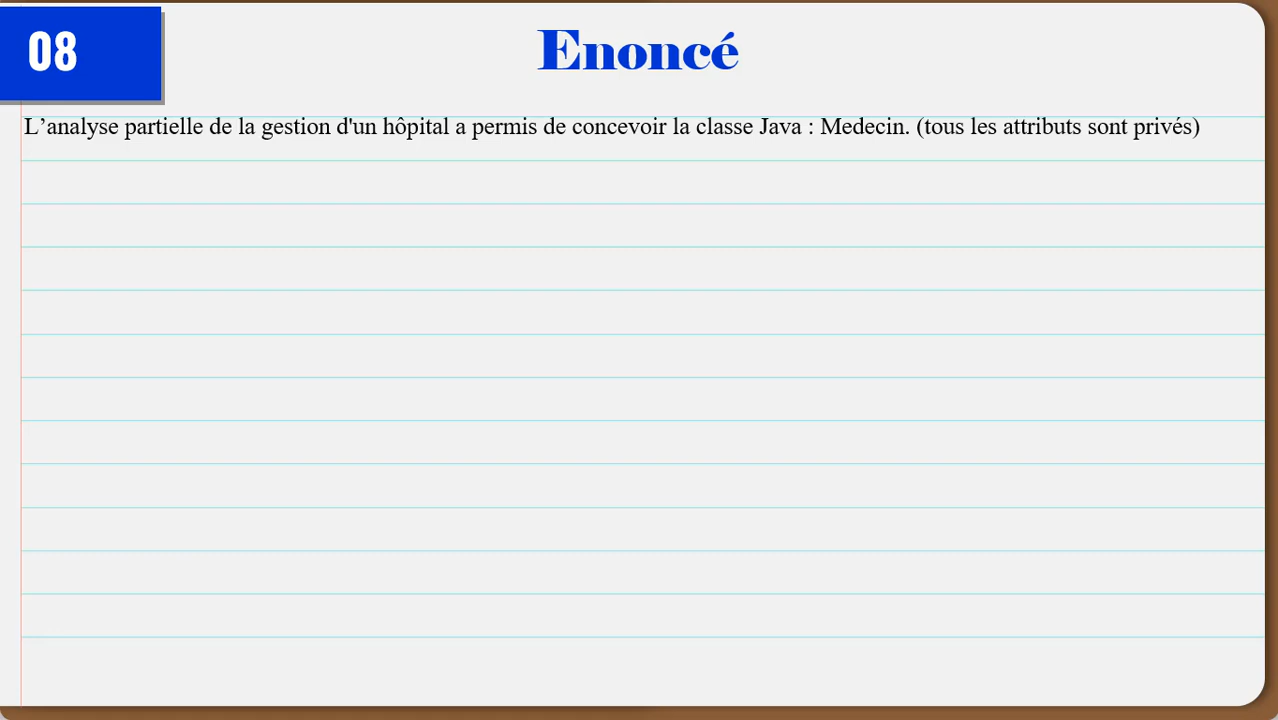 08
Enoncé
L’analyse partielle de la gestion d'un hôpital a permis de concevoir la classe Java : Medecin. (tous les attributs sont privés)